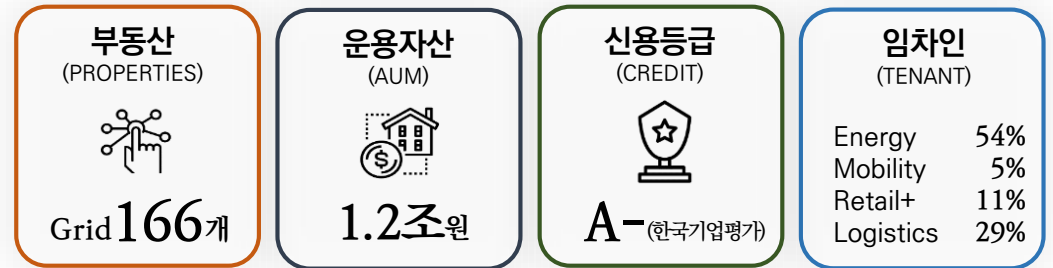 부동산
(PROPERTIES)
Grid 166개
운용자산
(AUM)
$
1.2조원
신용등급
(CREDIT)
A-(한국기업평가)
임차인
(TENANT)
Energy 54%
Mobility 5%
Retail+ 11%
Logistics 29%